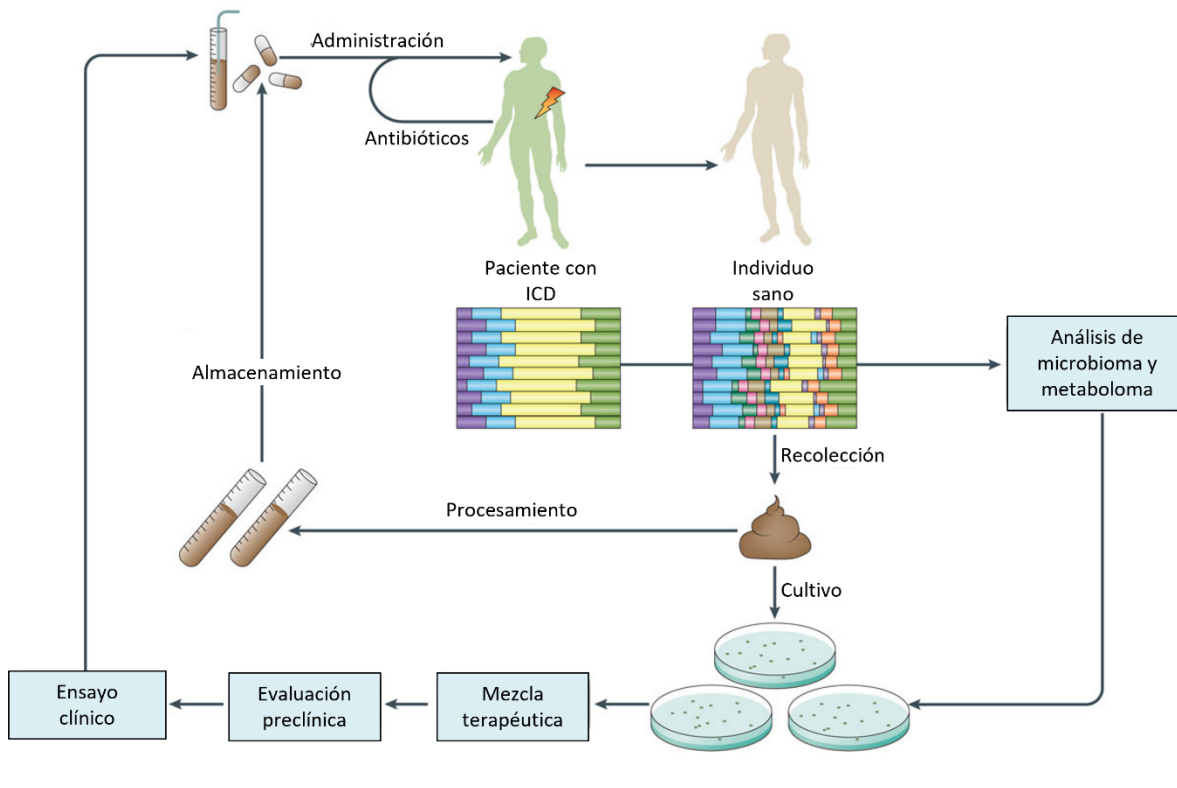 Administración
Antibióticos
Paciente con
ICD
Individuo
sano
Análisis de
microbioma y
metaboloma
Almacenamiento
Recolección
Procesamiento
Cultivo
Ensayo
clínico
Evaluación
preclínica
Mezcla
terapéutica